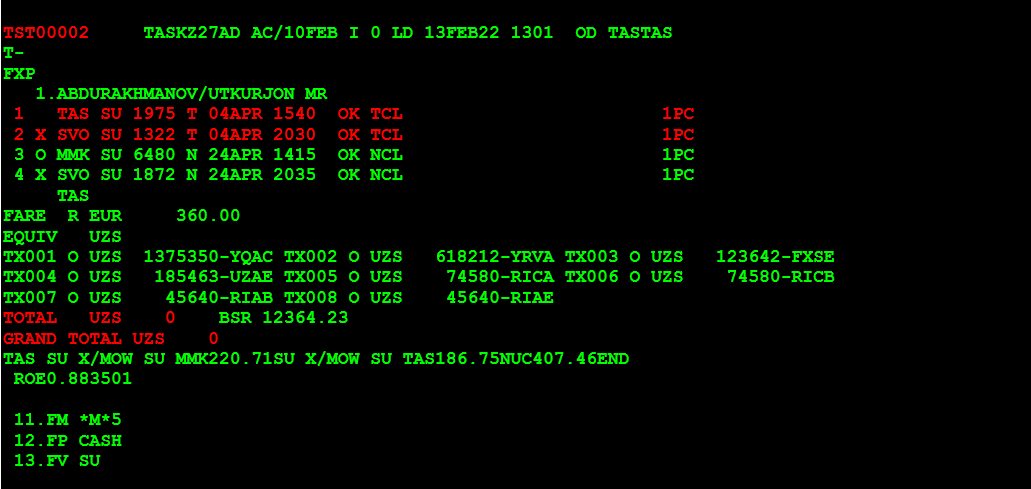 TST00002     TASKZ27AD AC/10FEB I 0 LD 13FEB22 1301  OD TASTAS
T-
FXP
   1.ABDURAKHMANOV/UTKURJON MR
 1   TAS SU 1975 T 04APR 1540  OK TCL                        1PC
 2 X SVO SU 1322 T 04APR 2030  OK TCL                        1PC
 3 O MMK SU 6480 N 24APR 1415  OK NCL                        1PC
 4 X SVO SU 1872 N 24APR 2035  OK NCL                        1PC
     TAS
FARE  R EUR     360.00
EQUIV   UZS
TX001 O UZS  1375350-YQAC TX002 O UZS   618212-YRVA TX003 O UZS   123642-FXSE
TX004 O UZS   185463-UZAE TX005 O UZS    74580-RICA TX006 O UZS    74580-RICB
TX007 O UZS    45640-RIAB TX008 O UZS    45640-RIAE
TOTAL   UZS    0    BSR 12364.23
GRAND TOTAL UZS    0
TAS SU X/MOW SU MMK220.71SU X/MOW SU TAS186.75NUC407.46END
 ROE0.883501
 11.FM *M*5
 12.FP CASH
 13.FV SU